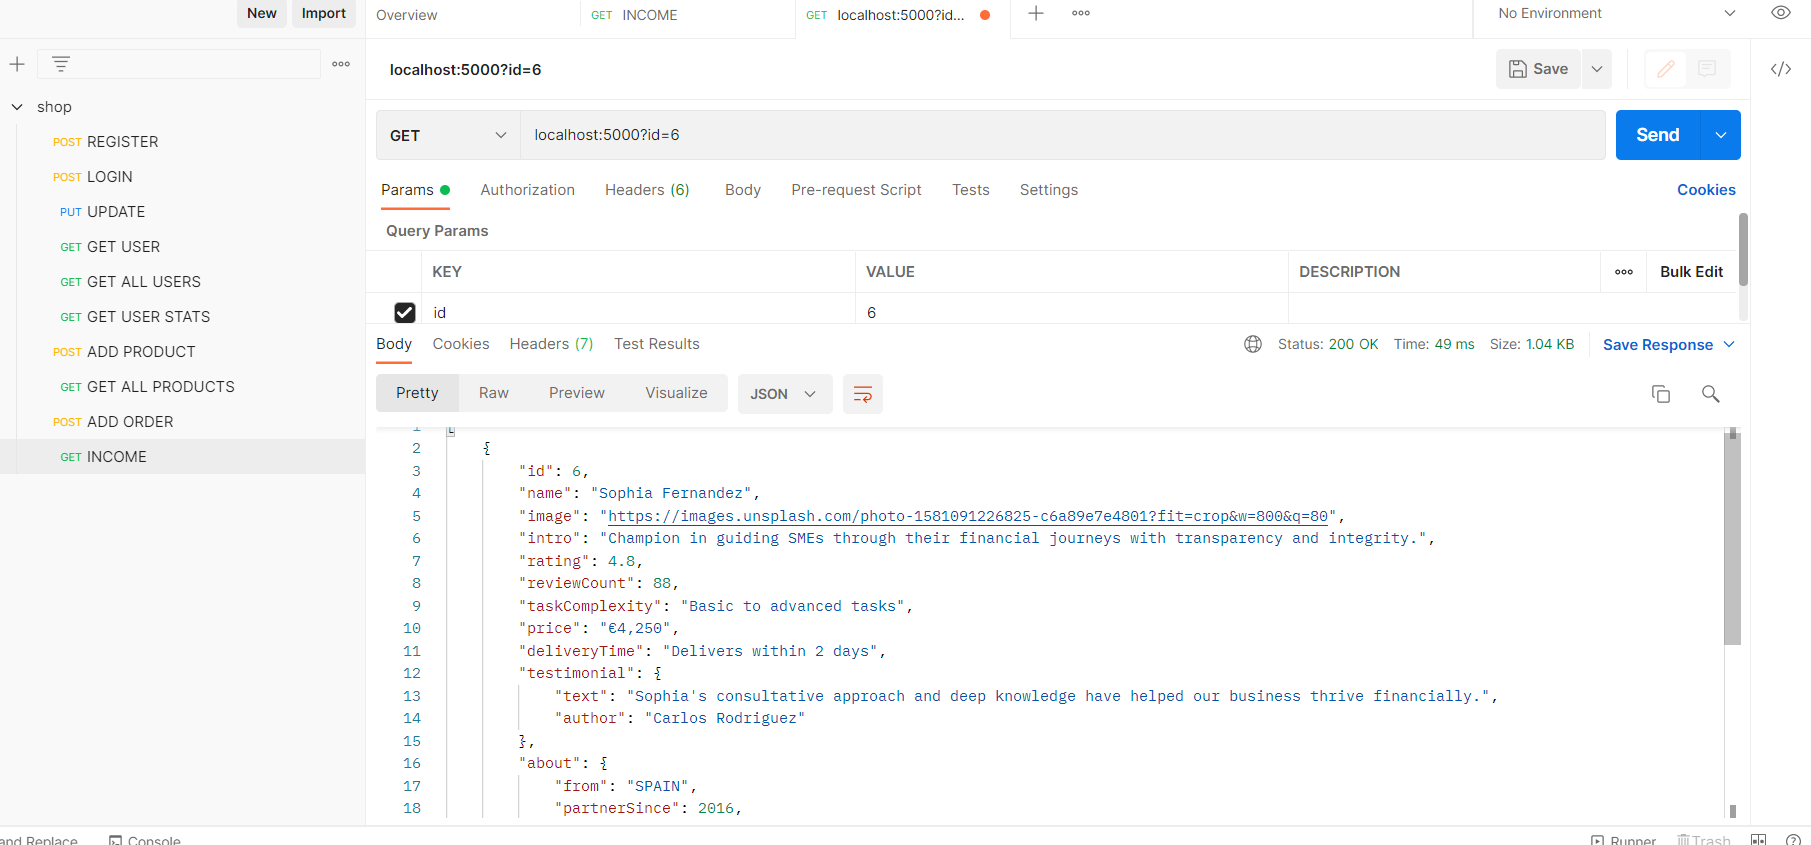 New Import
Overview GET INCOME GET localhost:5000?id... No Environment
shop
POST REGISTER
POST LOGIN
PUT UPDATE
GET GET USER
GET GET ALL USERS
GET GET USER STATS
POST ADD PRODUCT
GET GET ALL PRODUCTS
POST ADD ORDER
GET INCOME
localhost:5000?id=6 Save
GET localhost:5000?id=6 Send
Params Authorization Headers (6) Body Pre-request Script Tests Settings Cookies
Query Params
KEY VALUE DESCRIPTION Bulk Edit
id 6
Body Cookies Headers (7) Test Results Status: 200 OK Time: 49 ms Size: 1.04 KB Save Response
Pretty Raw Preview Visualize JSON
1 [
2 {
3 "id": 6,
4 "name": "Sophia Fernandez",
5 "image": "https://images.unsplash.com/photo-1581091226825-c6a89e7e4801?fit=crop&w=800&q=80",
6 "intro": "Champion in guiding SMEs through their financial journeys with transparency and integrity.",
7 "rating": 4.8,
8 "reviewCount": 88,
9 "taskComplexity": "Basic to advanced tasks",
10 "price": "€4,250",
11 "deliveryTime": "Delivers within 2 days",
12 "testimonial": {
13 "text": "Sophia's consultative approach and deep knowledge have helped our business thrive financially.",
14 "author": "Carlos Rodriguez"
15 },
16 "about": {
17 "from": "SPAIN",
18 "partnerSince": 2016,
and Replace Console Runner Trash